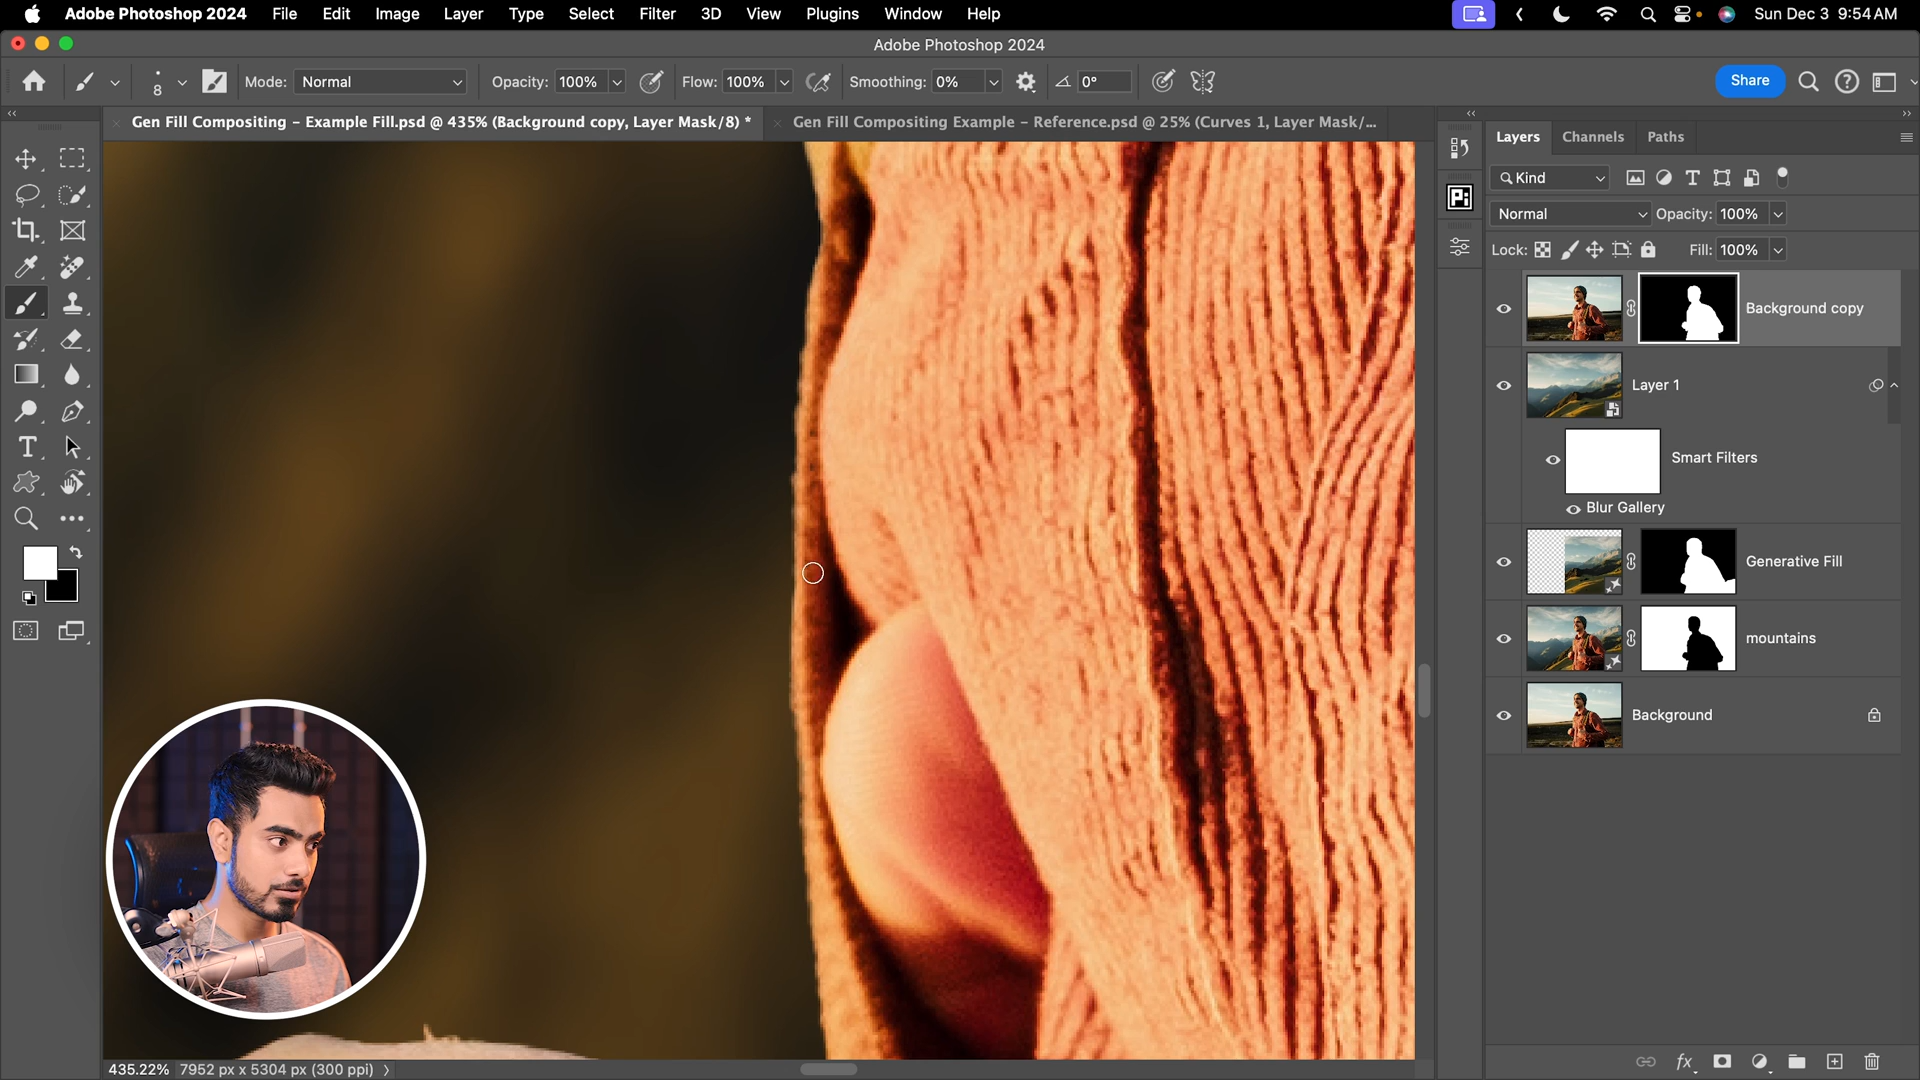 Adobe Photoshop 2024 File Edit Image Layer Type Select Filter 3D View Plugins Window Help Sun Dec 3 9:54 AM
Adobe Photoshop 2024
8 Mode: Normal Opacity: 100% Flow: 100% Smoothing: 0% 0° Share
Gen Fill Compositing – Example Fill.psd @ 435% (Background copy, Layer Mask/8) * Gen Fill Compositing Example – Reference.psd @ 25% (Curves 1, Layer Mask/...
Layers Channels Paths
Kind
Normal Opacity: 100%
Lock: Fill: 100%
Background copy
Layer 1
Smart Filters
Blur Gallery
Generative Fill
mountains
Background
435.22% 7952 px x 5304 px (300 ppi)